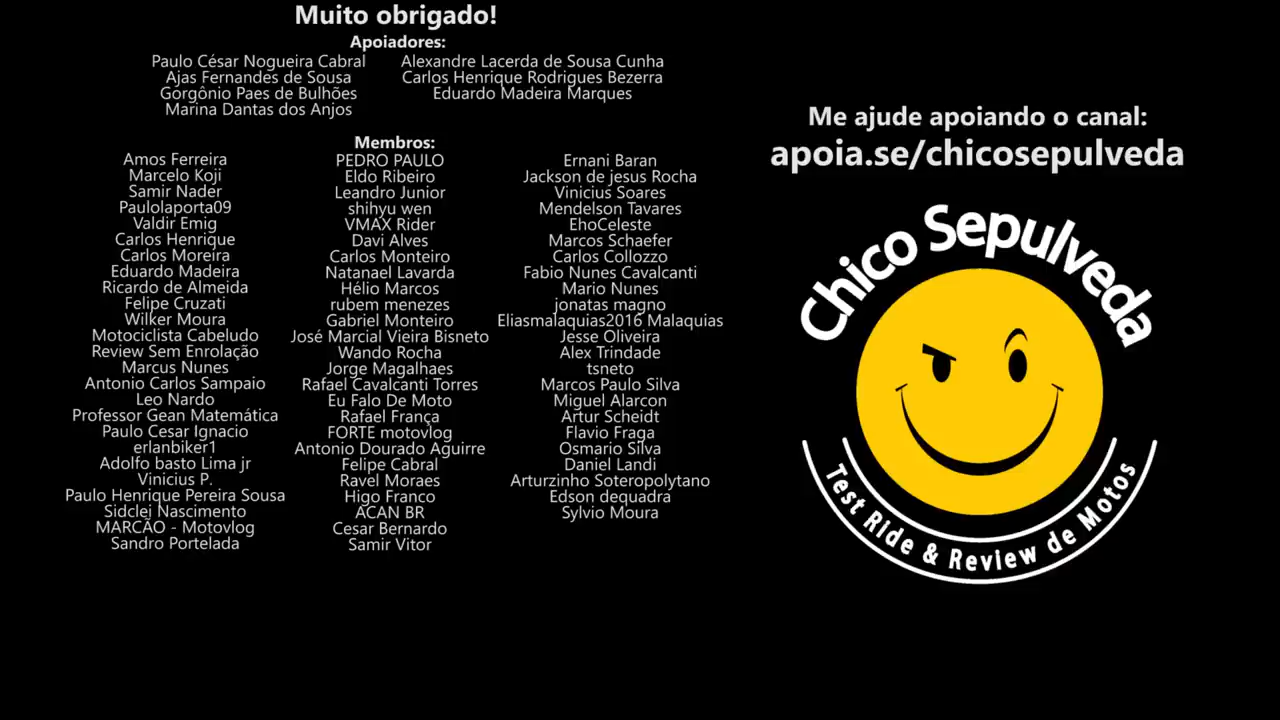 Muito obrigado!
Apoiadores:
Paulo César Nogueira Cabral
Ajas Fernandes de Sousa
Gorgônio Paes de Bulhões
Marina Dantas dos Anjos
Alexandre Lacerda de Sousa Cunha
Carlos Henrique Rodrigues Bezerra
Eduardo Madeira Marques
Membros:
Amos Ferreira
Marcelo Koji
Samir Nader
Paulolaporta09
Valdir Emig
Carlos Henrique
Carlos Moreira
Eduardo Madeira
Ricardo de Almeida
Felipe Cruzati
Wilker Moura
Motociclista Cabeludo
Review Sem Enrolação
Marcus Nunes
Antonio Carlos Sampaio
Leo Nardo
Professor Gean Matemática
Paulo Cesar Ignacio
erlanbiker1
Adolfo basto Lima jr
Vinicius P.
Paulo Henrique Pereira Sousa
Sidclei Nascimento
MARCÃO - Motovlog
Sandro Portelada
PEDRO PAULO
Eldo Ribeiro
Leandro Junior
shihyu wen
VMAX Rider
Davi Alves
Carlos Monteiro
Natanael Lavarda
Hélio Marcos
rubem menezes
Gabriel Monteiro
José Marcial Vieira Bisneto
Wando Rocha
Jorge Magalhaes
Rafael Cavalcanti Torres
Eu Falo De Moto
Rafael França
FORTE motovlog
Antonio Dourado Aguirre
Felipe Cabral
Ravel Moraes
Higo Franco
ACAN BR
Cesar Bernardo
Samir Vitor
Ernani Baran
Jackson de jesus Rocha
Vinicius Soares
Mendelson Tavares
EhoCeleste
Marcos Schaefer
Carlos Collozzo
Fabio Nunes Cavalcanti
Mario Nunes
jonatas magno
Eliasmalaquias2016 Malaquias
Jesse Oliveira
Alex Trindade
tsneto
Marcos Paulo Silva
Miguel Alarcon
Artur Scheidt
Flavio Fraga
Osmario Silva
Daniel Landi
Arturzinho Soteropolytano
Edson dequadra
Sylvio Moura
Me ajude apoiando o canal:
apoia.se/chicosepulveda
Chico Sepulveda
Test Ride & Review de Motos